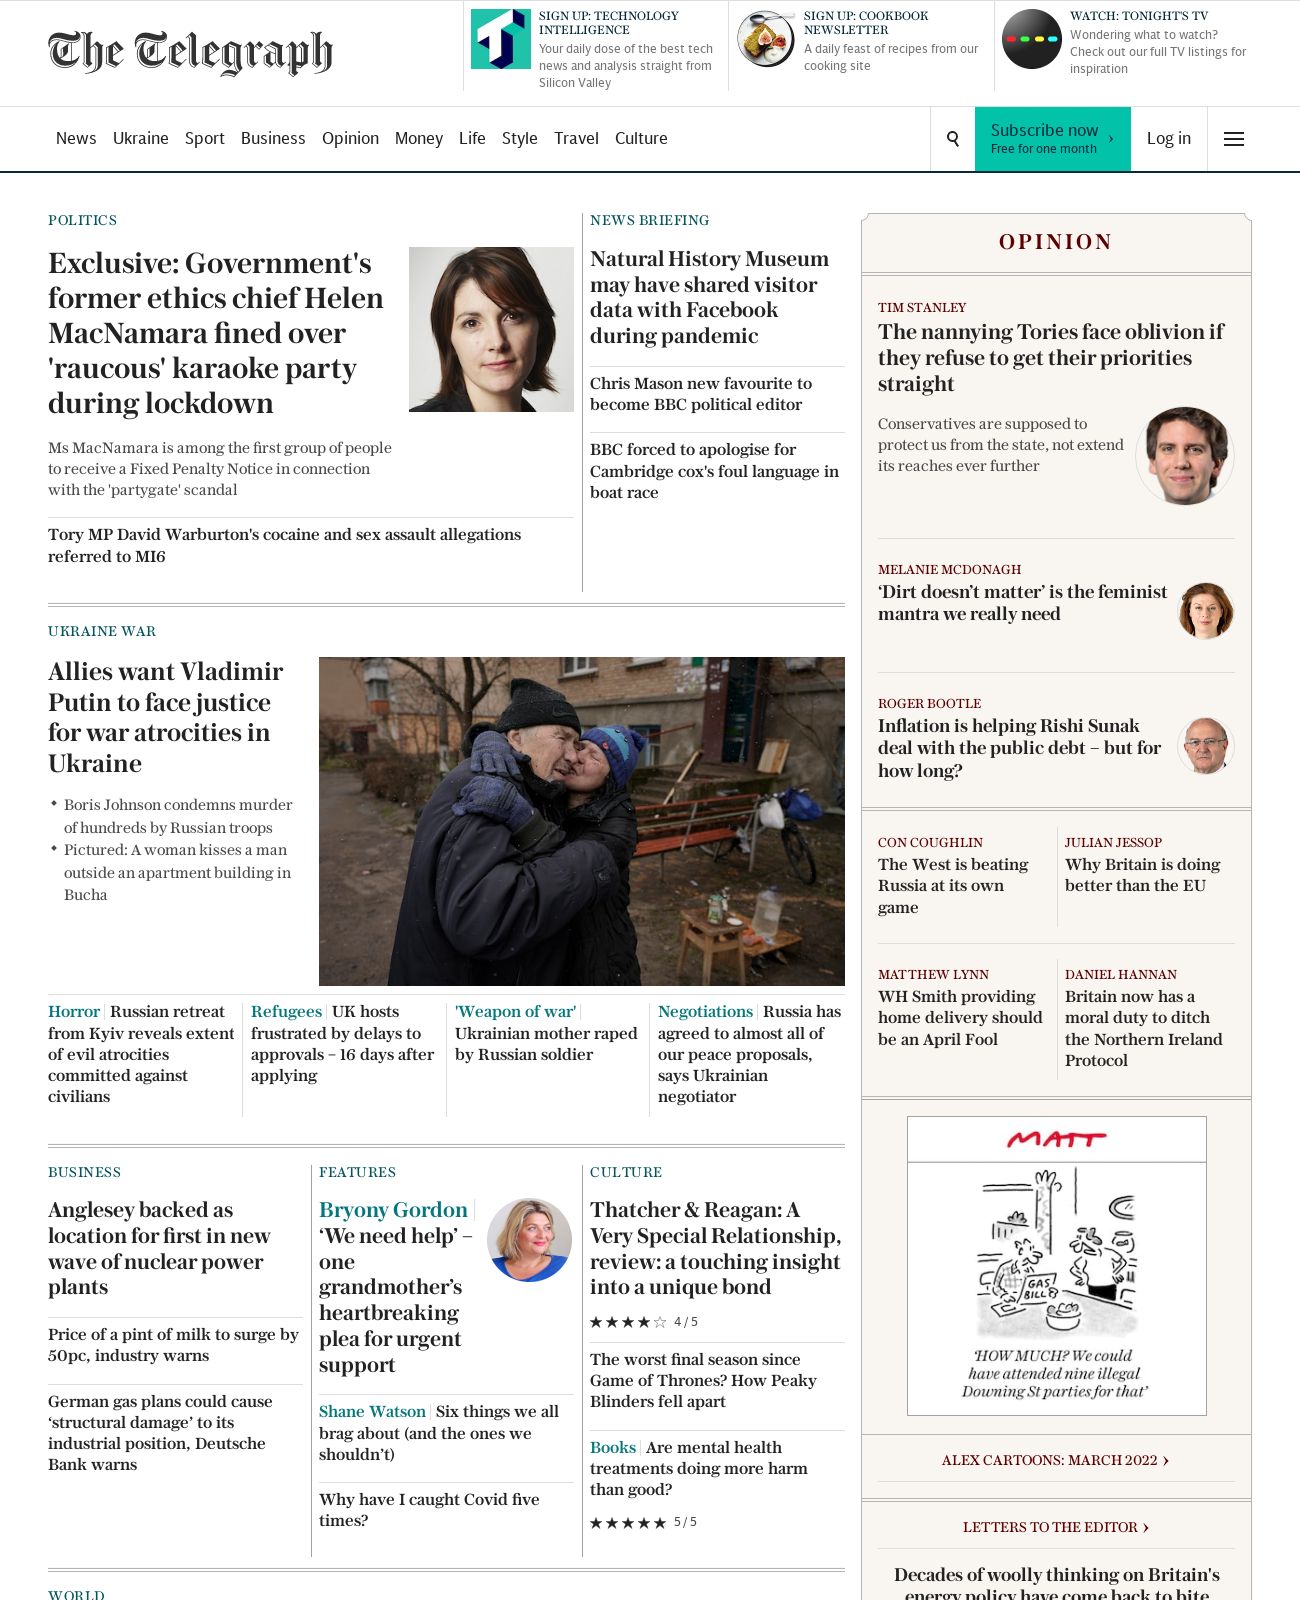 The Telegraph
SIGN UP: TECHNOLOGY
INTELLIGENCE
Your daily dose of the best tech
news and analysis straight from
Silicon Valley
SIGN UP: COOKBOOK
NEWSLETTER
A daily feast of recipes from our
cooking site
WATCH: TONIGHT'S TV
Wondering what to watch?
Check out our full TV listings for
inspiration
News Ukraine Sport Business Opinion Money Life Style Travel Culture
Subscribe now
Free for one month
Log in
POLITICS
Exclusive: Government's
former ethics chief Helen
MacNamara fined over
'raucous' karaoke party
during lockdown
Ms MacNamara is among the first group of people
to receive a Fixed Penalty Notice in connection
with the 'partygate' scandal
Tory MP David Warburton's cocaine and sex assault allegations
referred to MI6
NEWS BRIEFING
Natural History Museum
may have shared visitor
data with Facebook
during pandemic
Chris Mason new favourite to
become BBC political editor
BBC forced to apologise for
Cambridge cox's foul language in
boat race
UKRAINE WAR
Allies want Vladimir
Putin to face justice
for war atrocities in
Ukraine
Boris Johnson condemns murder
of hundreds by Russian troops
Pictured: A woman kisses a man
outside an apartment building in
Bucha
Horror Russian retreat
from Kyiv reveals extent
of evil atrocities
committed against
civilians
Refugees UK hosts
frustrated by delays to
approvals – 16 days after
applying
'Weapon of war'
Ukrainian mother raped
by Russian soldier
Negotiations Russia has
agreed to almost all of
our peace proposals,
says Ukrainian
negotiator
BUSINESS
Anglesey backed as
location for first in new
wave of nuclear power
plants
Price of a pint of milk to surge by
50pc, industry warns
German gas plans could cause
‘structural damage’ to its
industrial position, Deutsche
Bank warns
FEATURES
Bryony Gordon
‘We need help’ –
one
grandmother’s
heartbreaking
plea for urgent
support
Shane Watson Six things we all
brag about (and the ones we
shouldn’t)
Why have I caught Covid five
times?
CULTURE
Thatcher & Reagan: A
Very Special Relationship,
review: a touching insight
into a unique bond
★★★★☆ 4/5
The worst final season since
Game of Thrones? How Peaky
Blinders fell apart
Books Are mental health
treatments doing more harm
than good?
★★★★★ 5/5
WORLD
OPINION
TIM STANLEY
The nannying Tories face oblivion if
they refuse to get their priorities
straight
Conservatives are supposed to
protect us from the state, not extend
its reaches ever further
MELANIE MCDONAGH
‘Dirt doesn’t matter’ is the feminist
mantra we really need
ROGER BOOTLE
Inflation is helping Rishi Sunak
deal with the public debt – but for
how long?
CON COUGHLIN
The West is beating
Russia at its own
game
JULIAN JESSOP
Why Britain is doing
better than the EU
MATTHEW LYNN
WH Smith providing
home delivery should
be an April Fool
DANIEL HANNAN
Britain now has a
moral duty to ditch
the Northern Ireland
Protocol
MATT
GAS
BILL
‘HOW MUCH? We could
have attended nine illegal
Downing St parties for that’
ALEX CARTOONS: MARCH 2022
LETTERS TO THE EDITOR
Decades of woolly thinking on Britain's
energy policy have come back to bite